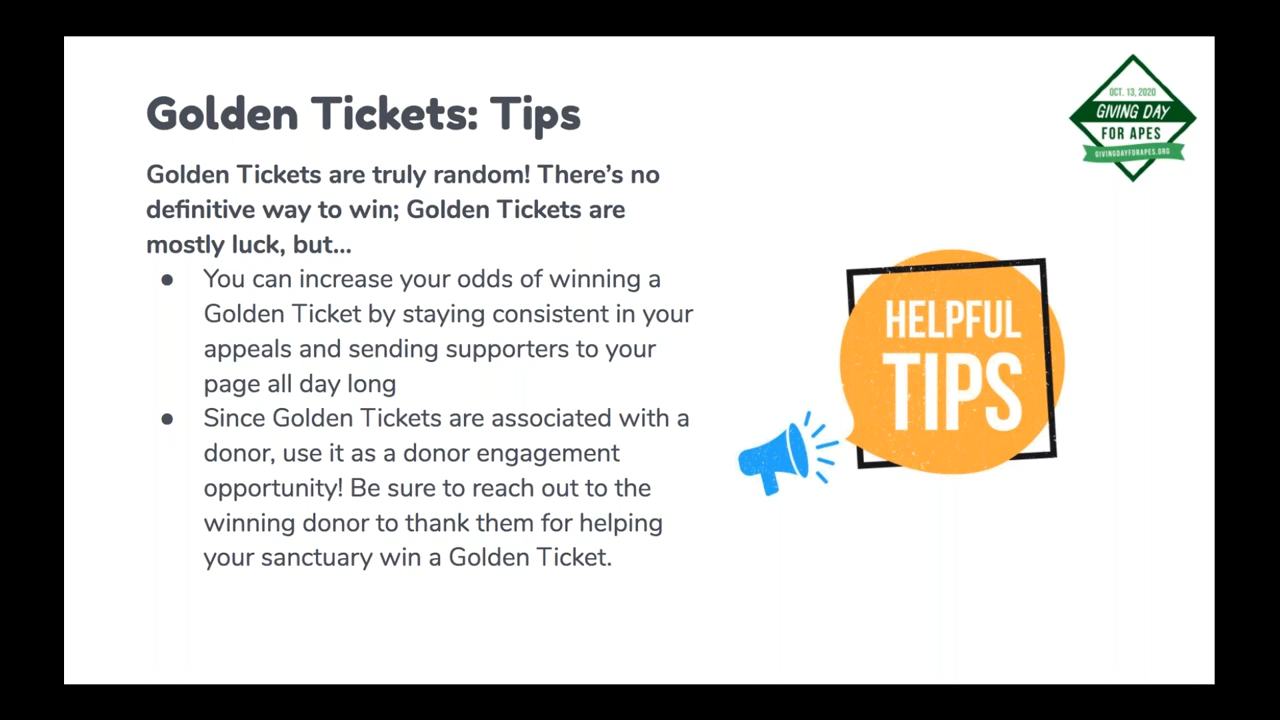 Golden Tickets: Tips
Golden Tickets are truly random! There's no
definitive way to win; Golden Tickets are
mostly luck, but...
● You can increase your odds of winning a
Golden Ticket by staying consistent in your
appeals and sending supporters to your
page all day long
● Since Golden Tickets are associated with a
donor, use it as a donor engagement
opportunity! Be sure to reach out to the
winning donor to thank them for helping
your sanctuary win a Golden Ticket.
OCT. 13, 2020
GIVING DAY
FOR APES
GIVINGDAYFORAPES.ORG
HELPFUL
TIPS